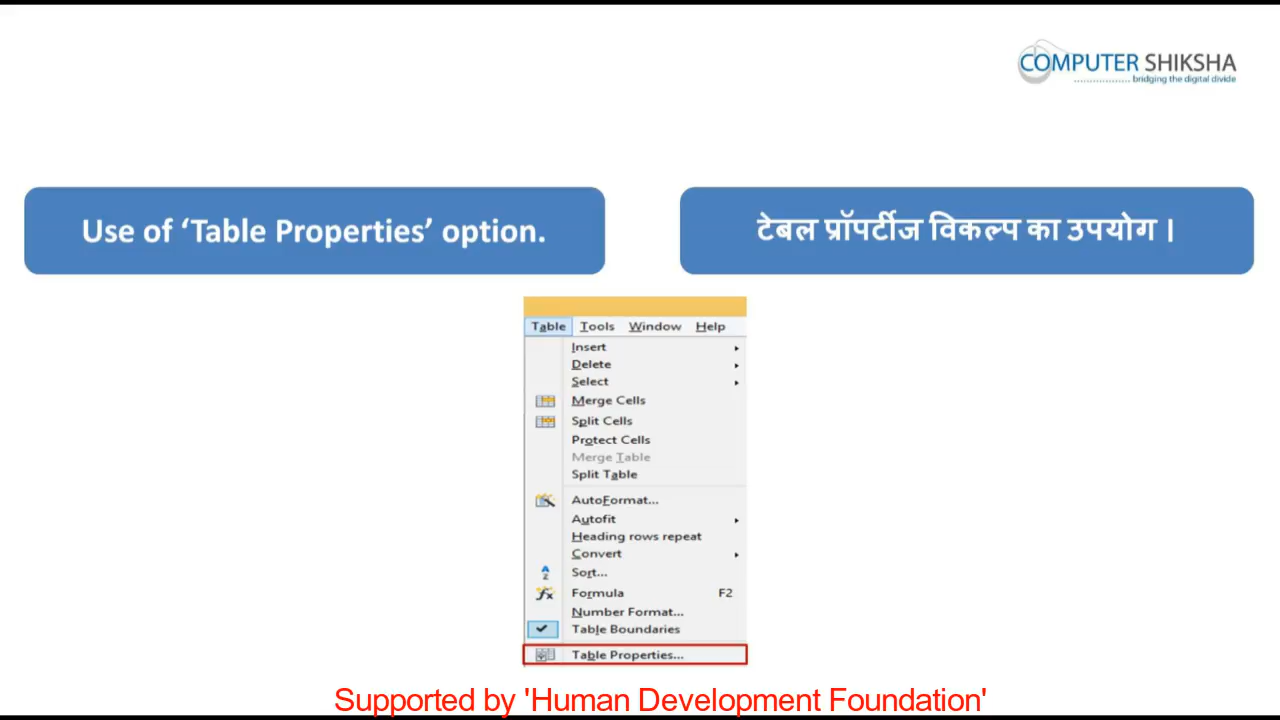 COMPUTER SHIKSHA
bridging the digital divide
Use of ‘Table Properties’ option.
टेबल प्रॉपर्टीज विकल्प का उपयोग ।
Table Tools Window Help
Insert
Delete
Select
Merge Cells
Split Cells
Protect Cells
Merge Table
Split Table
AutoFormat...
Autofit
Heading rows repeat
Convert
Sort...
Formula F2
Number Format...
Table Boundaries
Table Properties...
Supported by 'Human Development Foundation'